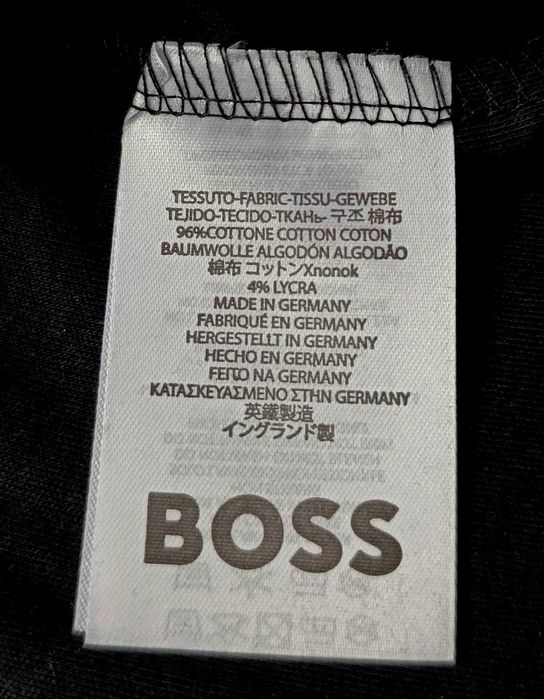 TESSUTO-FABRIC-TISSU-GEWEBE
TEJIDO-TECIDO-ТКАНЬ- 구조 棉布
96%COTTONE COTTON COTON
BAUMWOLLE ALGODÓN ALGODÃO
棉布 コットンXnonok
4% LYCRA
MADE IN GERMANY
FABRIQUÉ EN GERMANY
HERGESTELLT IN GERMANY
HECHO EN GERMANY
FEITO NA GERMÁNY
ΚΑΤΑΣΚΕΥΑΣΜΕΝΟ ΣΤΗΝ GERMANY
英鐵製造
イングランド製
BOSS